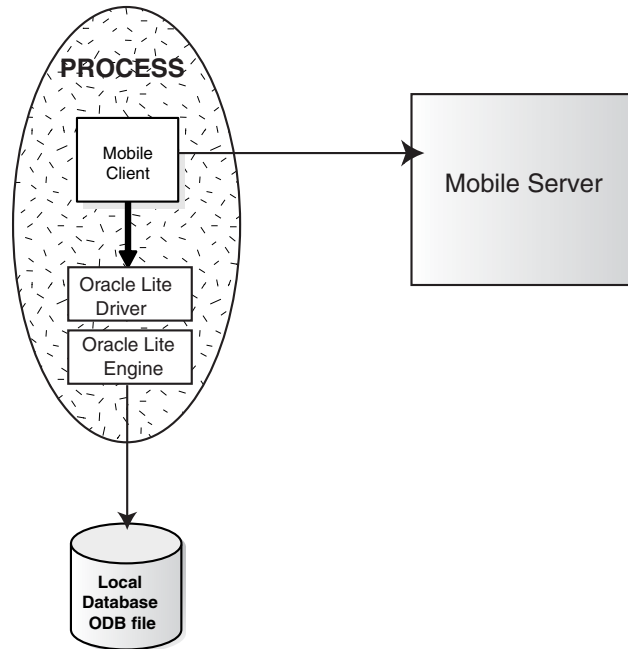 PROCESS
Mobile
Client
Mobile Server
Oracle Lite
Driver
Oracle Lite
Engine
Local
Database
ODB file